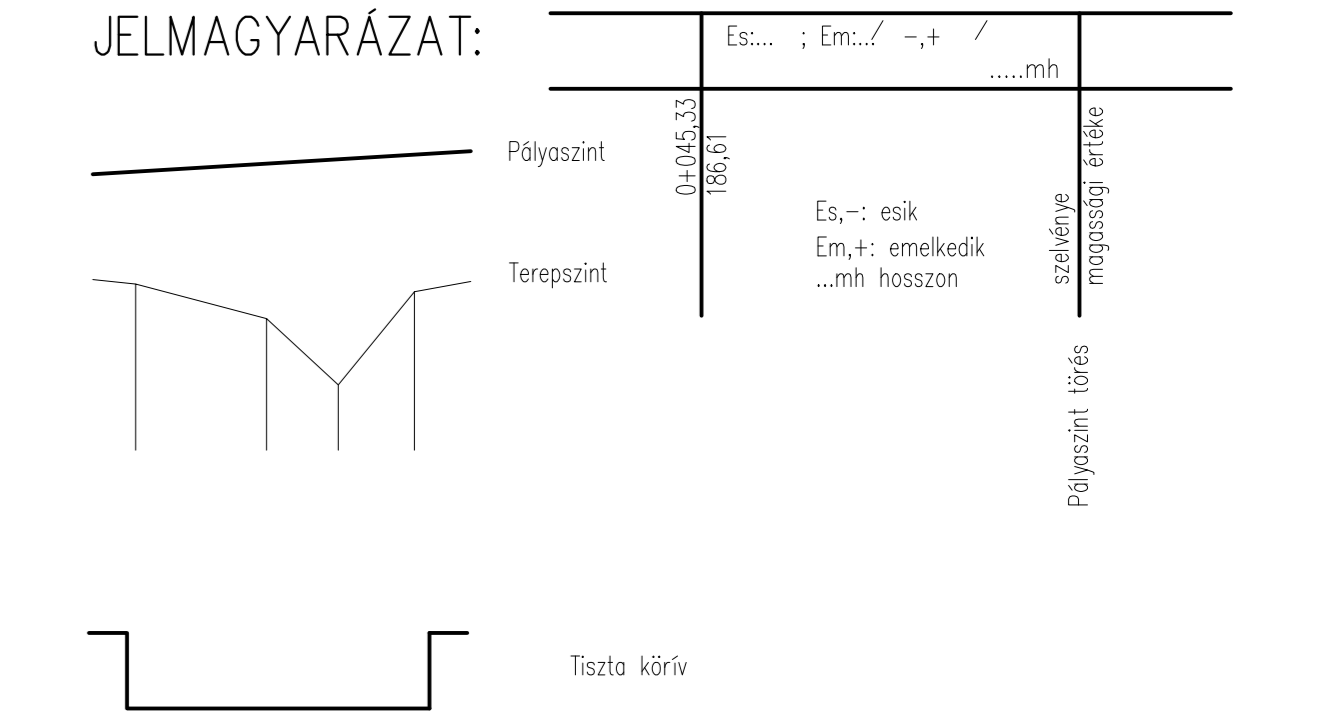 JELMAGYARÁZAT:
Es:... ; Em:../ -,+ /
.....mh
0+045,33
186,61
Pályaszint
szelvénye
magassági értéke
Es,-: esik
Em,+: emelkedik
...mh hosszon
Terepszint
Pályaszint törés
Tiszta körív